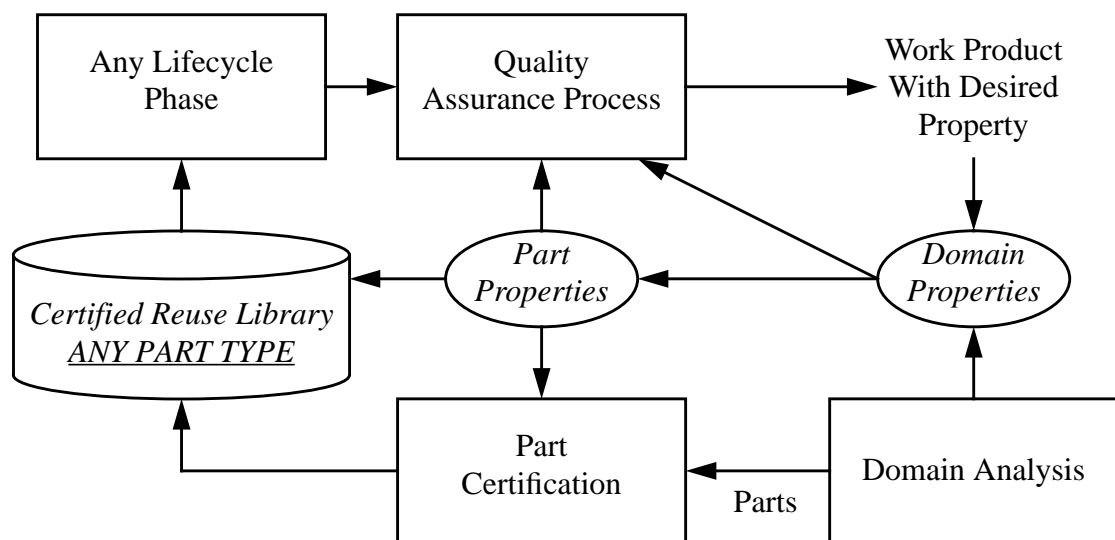 Any Lifecycle
Phase
Quality
Assurance Process
Work Product
With Desired
Property
Certified Reuse Library
ANY PART TYPE
Part
Properties
Domain
Properties
Part
Certification
Parts
Domain Analysis